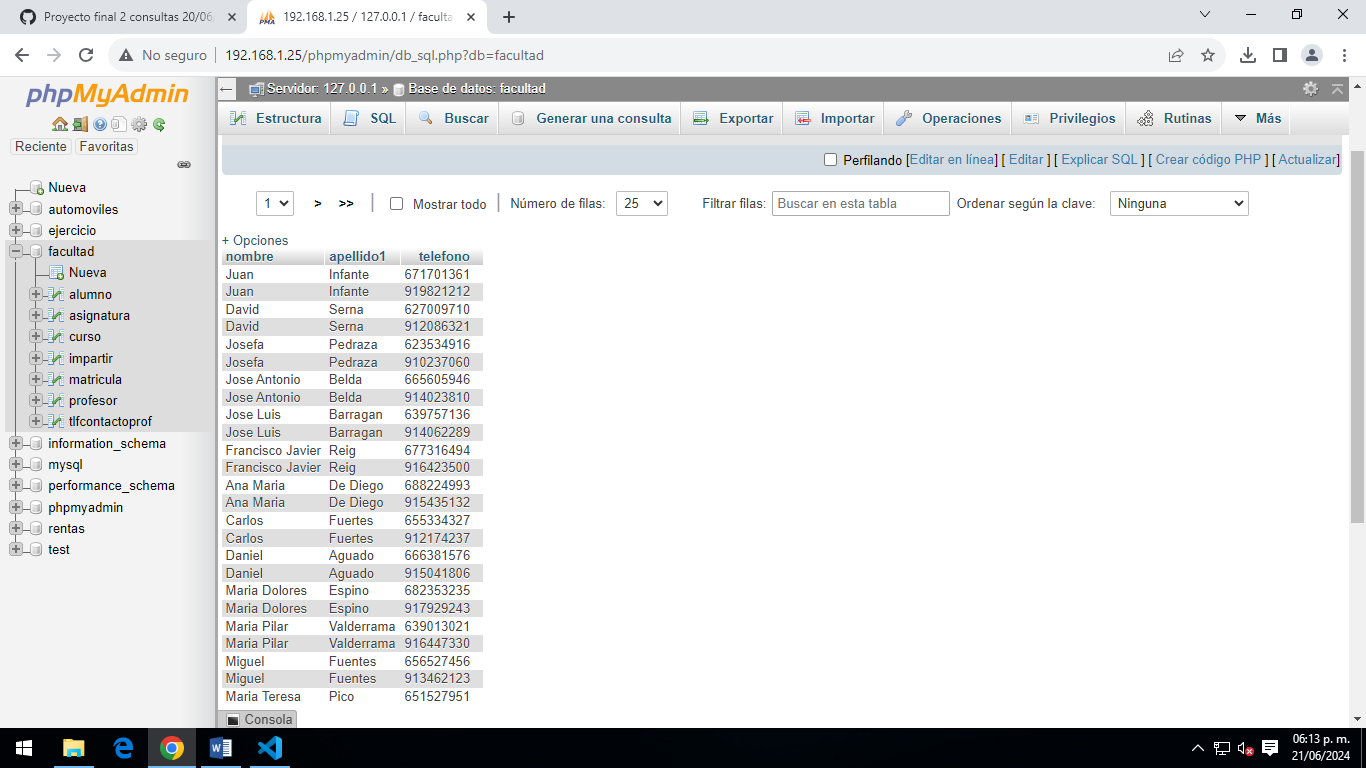 Proyecto final 2 consultas 20/06
192.168.1.25 / 127.0.0.1 / faculta
No seguro
192.168.1.25/phpmyadmin/db_sql.php?db=facultad
phpMyAdmin
Reciente Favoritas
Nueva
automoviles
ejercicio
facultad
Nueva
alumno
asignatura
curso
impartir
matricula
profesor
tlfcontactoprof
information_schema
mysql
performance_schema
phpmyadmin
rentas
test
Servidor: 127.0.0.1 » Base de datos: facultad
Estructura SQL Buscar Generar una consulta Exportar Importar Operaciones Privilegios Rutinas Más
Perfilando [Editar en línea] [ Editar ] [ Explicar SQL ] [ Crear código PHP ] [ Actualizar]
1 > >> Mostrar todo Número de filas: 25 Filtrar filas: Buscar en esta tabla Ordenar según la clave: Ninguna
+ Opciones
nombre apellido1 telefono
Juan Infante 671701361
Juan Infante 919821212
David Serna 627009710
David Serna 912086321
Josefa Pedraza 623534916
Josefa Pedraza 910237060
Jose Antonio Belda 665605946
Jose Antonio Belda 914023810
Jose Luis Barragan 639757136
Jose Luis Barragan 914062289
Francisco Javier Reig 677316494
Francisco Javier Reig 916423500
Ana Maria De Diego 688224993
Ana Maria De Diego 915435132
Carlos Fuertes 655334327
Carlos Fuertes 912174237
Daniel Aguado 666381576
Daniel Aguado 915041806
Maria Dolores Espino 682353235
Maria Dolores Espino 917929243
Maria Pilar Valderrama 639013021
Maria Pilar Valderrama 916447330
Miguel Fuentes 656527456
Miguel Fuentes 913462123
Maria Teresa Pico 651527951
Consola
06:13 p. m.
21/06/2024